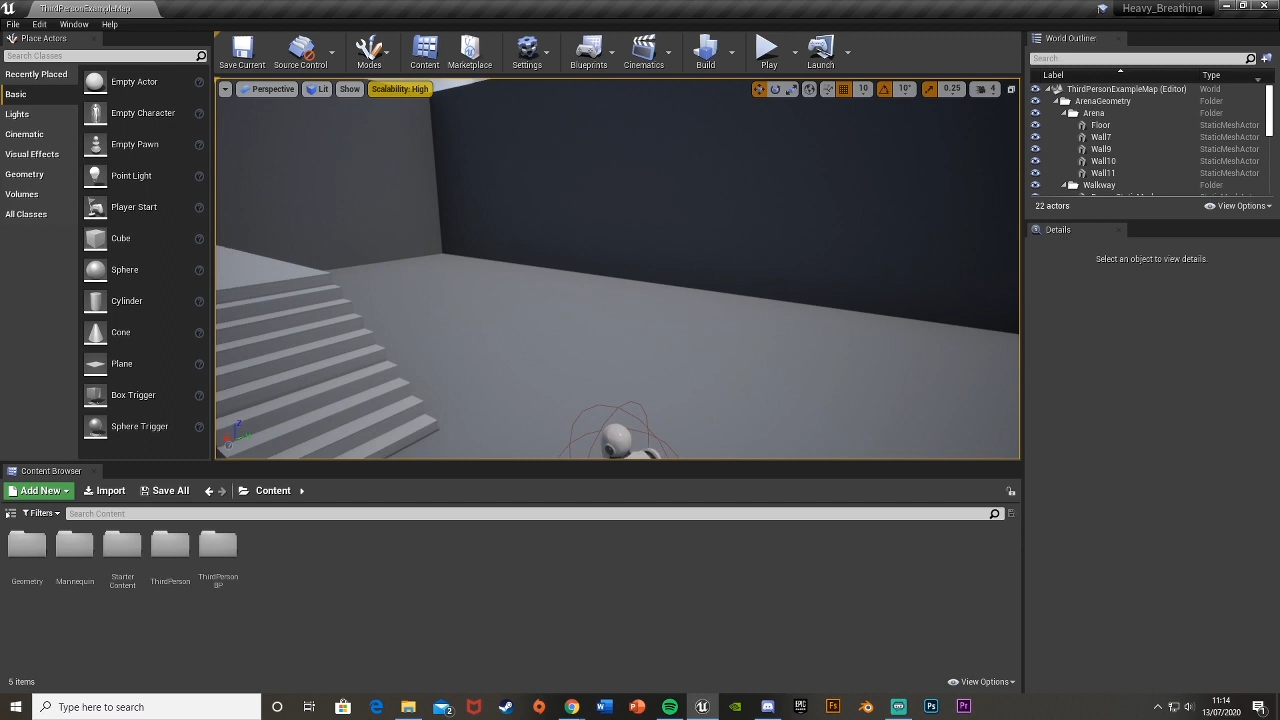 ThirdPersonExampleMap
Heavy_Breathing
File Edit Window Help
Place Actors
Search Classes
Recently Placed
Basic
Lights
Cinematic
Visual Effects
Geometry
Volumes
All Classes
Empty Actor
Empty Character
Empty Pawn
Point Light
Player Start
Cube
Sphere
Cylinder
Cone
Plane
Box Trigger
Sphere Trigger
Save Current
Source Control
Modes
Content
Marketplace
Settings
Blueprints
Cinematics
Build
Play
Launch
Perspective
Lit
Show
Scalability: High
10
10°
0.25
4
World Outliner
Search...
Label Type
ThirdPersonExampleMap (Editor) World
ArenaGeometry Folder
Arena Folder
Floor StaticMeshActor
Wall7 StaticMeshActor
Wall9 StaticMeshActor
Wall10 StaticMeshActor
Wall11 StaticMeshActor
Walkway Folder
22 actors
View Options
Details
Select an object to view details.
Content Browser
Add New
Import
Save All
Content
Filters
Search Content
Geometry
Mannequin
Starter
Content
ThirdPerson
ThirdPerson
BP
5 items
View Options
Type here to search
11:14
13/07/2020